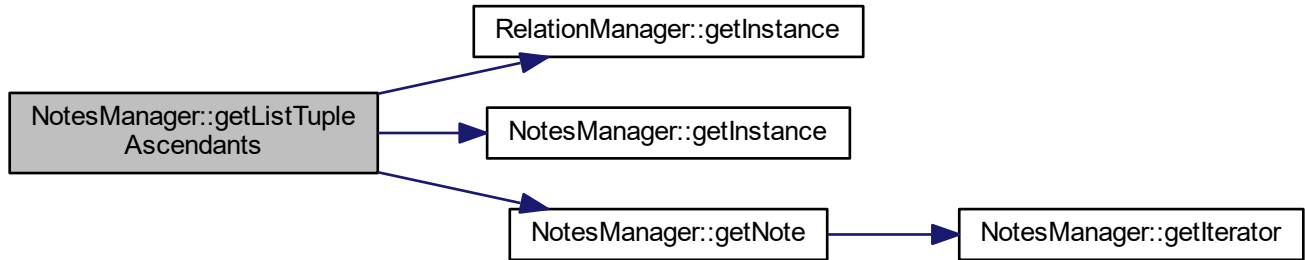 RelationManager::getInstance
NotesManager::getListTuple
Ascendants
NotesManager::getInstance
NotesManager::getNote
NotesManager::getIterator